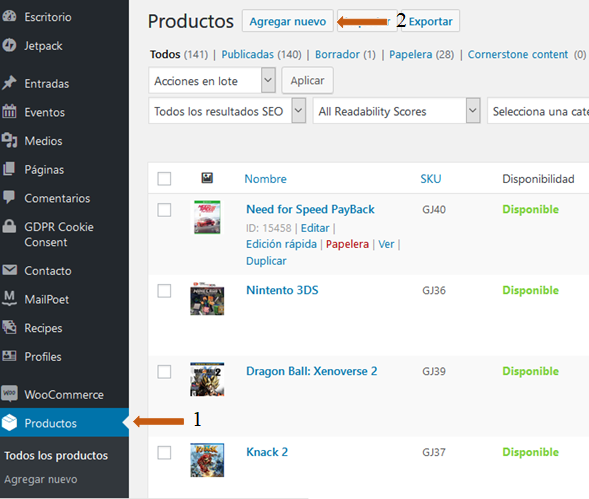 Escritorio
Jetpack
Entradas
Eventos
Medios
Páginas
Comentarios
GDPR Cookie
Consent
Contacto
MailPoet
Recipes
Profiles
WooCommerce
Productos
1
Todos los productos
Agregar nuevo
Productos
Agregar nuevo
2
Exportar
Todos (141) | Publicadas (140) | Borrador (1) | Papelera (28) | Cornerstone content (0)
Acciones en lote
Aplicar
Todos los resultados SEO
All Readability Scores
Selecciona una cate
Nombre SKU Disponibilidad
Need for Speed PayBack GJ40 Disponible
ID: 15458 | Editar |
Edición rápida | Papelera | Ver |
Duplicar
Nintento 3DS GJ36 Disponible
Dragon Ball: Xenoverse 2 GJ39 Disponible
Knack 2 GJ37 Disponible